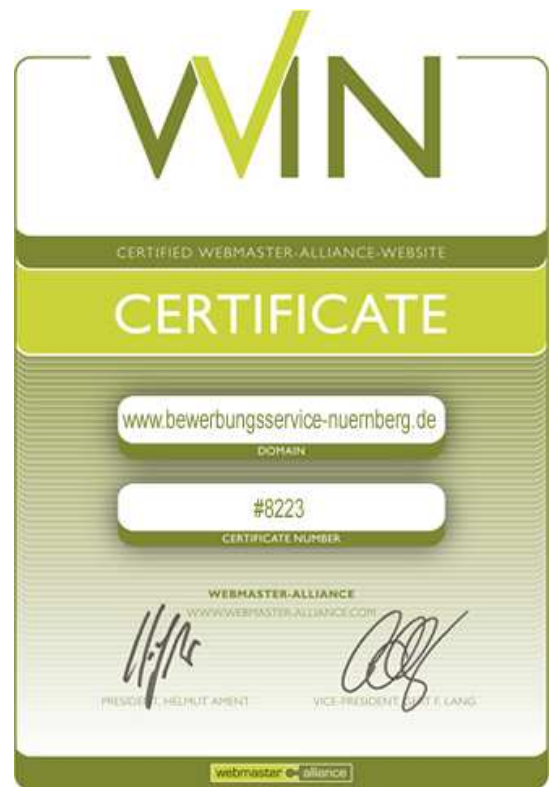 WIN
CERTIFIED WEBMASTER-ALLIANCE-WEBSITE
CERTIFICATE
www.bewerbungsservice-nuernberg.de
DOMAIN
#8223
CERTIFICATE NUMBER
WEBMASTER-ALLIANCE
WWW.WEBMASTER-ALLIANCE.COM
PRESIDENT, HELMUT AMENT
VICE-PRESIDENT, F. LANG
webmaster alliance